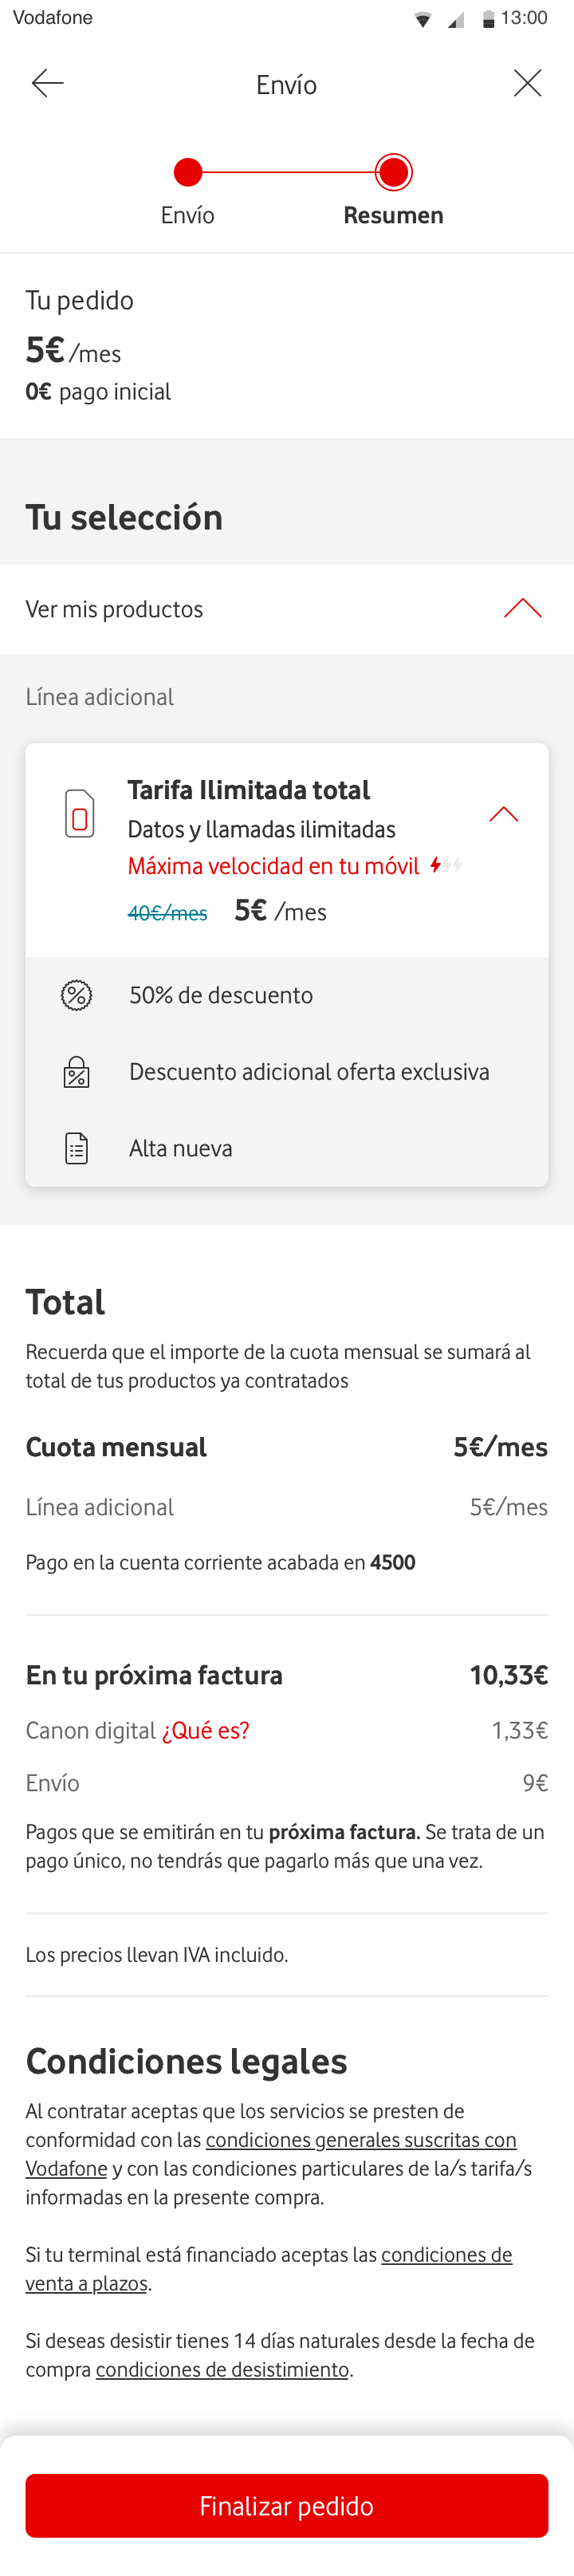 Vodafone 13:00
Envío
Envío Resumen
Tu pedido
5€/mes
0€ pago inicial
Tu selección
Ver mis productos
Línea adicional
Tarifa Ilimitada total
Datos y llamadas ilimitadas
Máxima velocidad en tu móvil
40€/mes 5€ /mes
50% de descuento
Descuento adicional oferta exclusiva
Alta nueva
Total
Recuerda que el importe de la cuota mensual se sumará al
total de tus productos ya contratados
Cuota mensual 5€/mes
Línea adicional 5€/mes
Pago en la cuenta corriente acabada en 4500
En tu próxima factura 10,33€
Canon digital ¿Qué es? 1,33€
Envío 9€
Pagos que se emitirán en tu próxima factura. Se trata de un
pago único, no tendrás que pagarlo más que una vez.
Los precios llevan IVA incluido.
Condiciones legales
Al contratar aceptas que los servicios se presten de
conformidad con las condiciones generales suscritas con
Vodafone y con las condiciones particulares de la/s tarifa/s
informadas en la presente compra.
Si tu terminal está financiado aceptas las condiciones de
venta a plazos.
Si deseas desistir tienes 14 días naturales desde la fecha de
compra condiciones de desistimiento.
Finalizar pedido